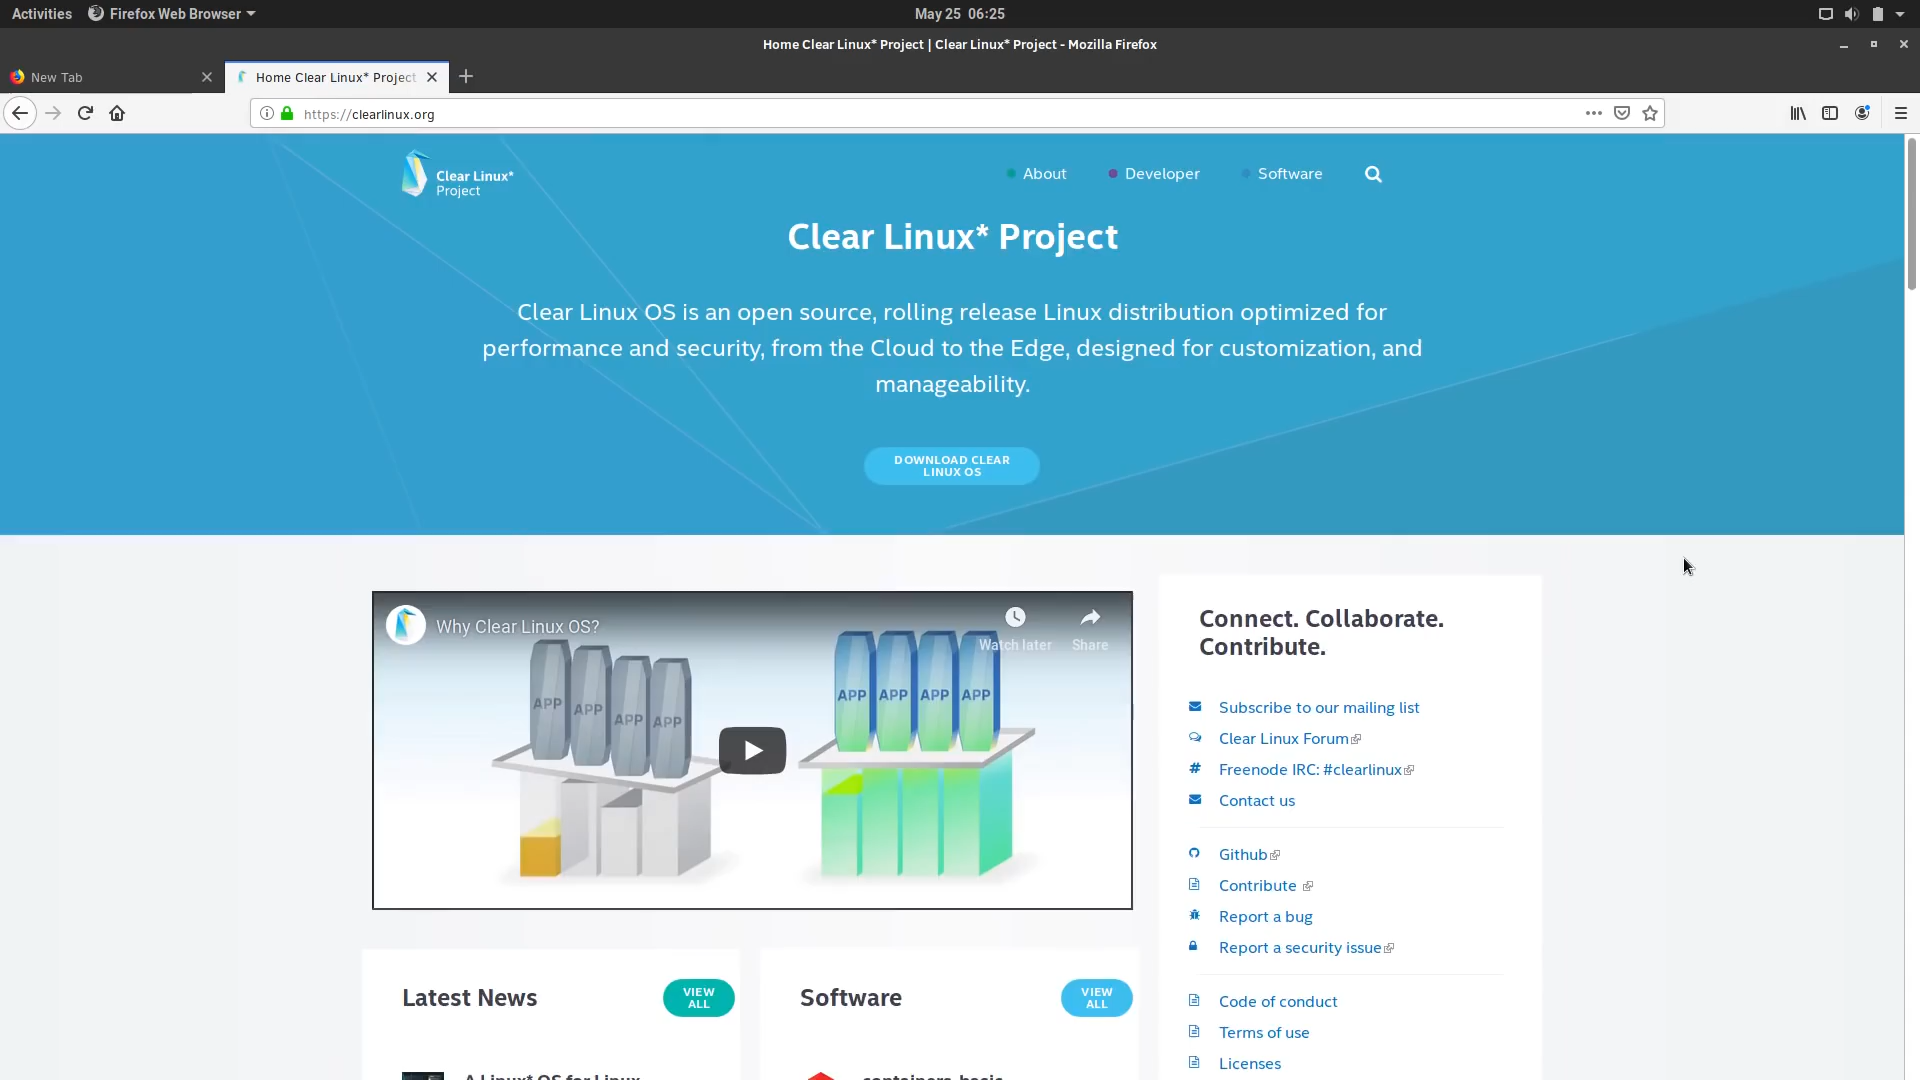 Activities
Firefox Web Browser
May 25 06:25
Home Clear Linux* Project | Clear Linux* Project - Mozilla Firefox
New Tab
Home Clear Linux* Project
https://clearlinux.org
Clear Linux*
Project
About
Developer
Software
Clear Linux* Project
Clear Linux OS is an open source, rolling release Linux distribution optimized for
performance and security, from the Cloud to the Edge, designed for customization, and
manageability.
DOWNLOAD CLEAR
LINUX OS
Why Clear Linux OS?
Watch later
Share
APP APP APP APP
APP APP APP APP
Connect. Collaborate.
Contribute.
Subscribe to our mailing list
Clear Linux Forum
Freenode IRC: #clearlinux
Contact us
Github
Contribute
Report a bug
Report a security issue
Code of conduct
Terms of use
Licenses
Latest News
VIEW
ALL
Software
VIEW
ALL
A Linux* OS for Linux
containers-basic